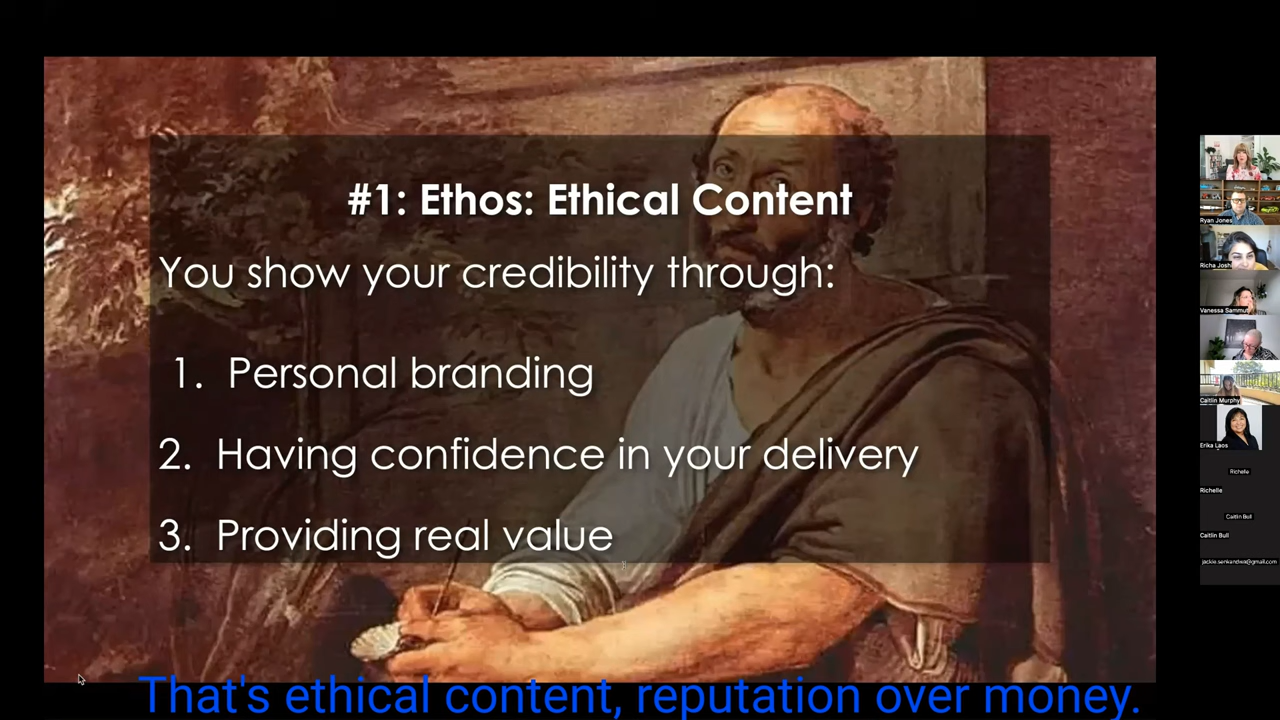 #1: Ethos: Ethical Content
You show your credibility through:
1. Personal branding
2. Having confidence in your delivery
3. Providing real value
That's ethical content, reputation over money.
Ryan Jones
Richa Josh
Vanessa Sammut
Caitlin Murphy
Erika Laos
Richelle
Richelle
Caitlin Bull
Caitlin Bull
jackie.senkandwa@gmail.com